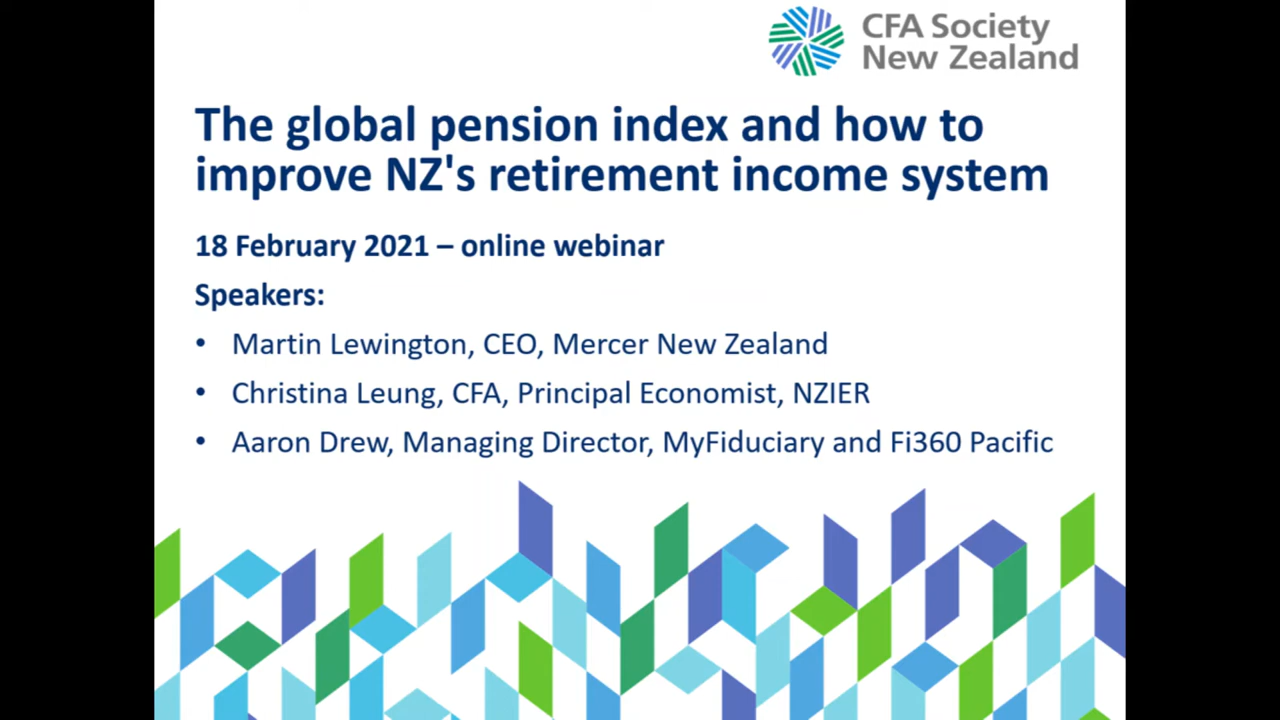 CFA Society
New Zealand
The global pension index and how to
improve NZ's retirement income system
18 February 2021 – online webinar
Speakers:
• Martin Lewington, CEO, Mercer New Zealand
• Christina Leung, CFA, Principal Economist, NZIER
• Aaron Drew, Managing Director, MyFiduciary and Fi360 Pacific